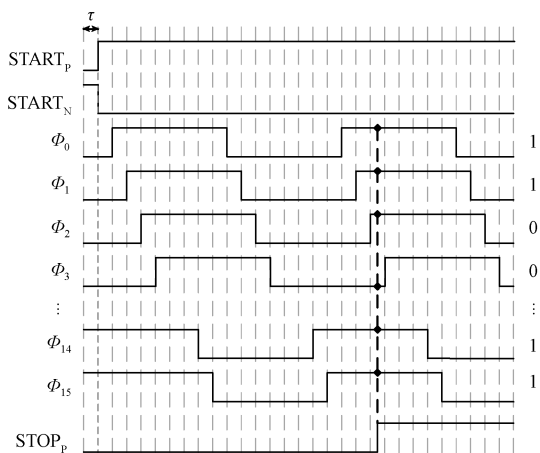 τ
START_P
START_N
Φ_0 1
Φ_1 1
Φ_2 0
Φ_3 0
⋮ ⋮
Φ_14 1
Φ_15 1
STOP_P